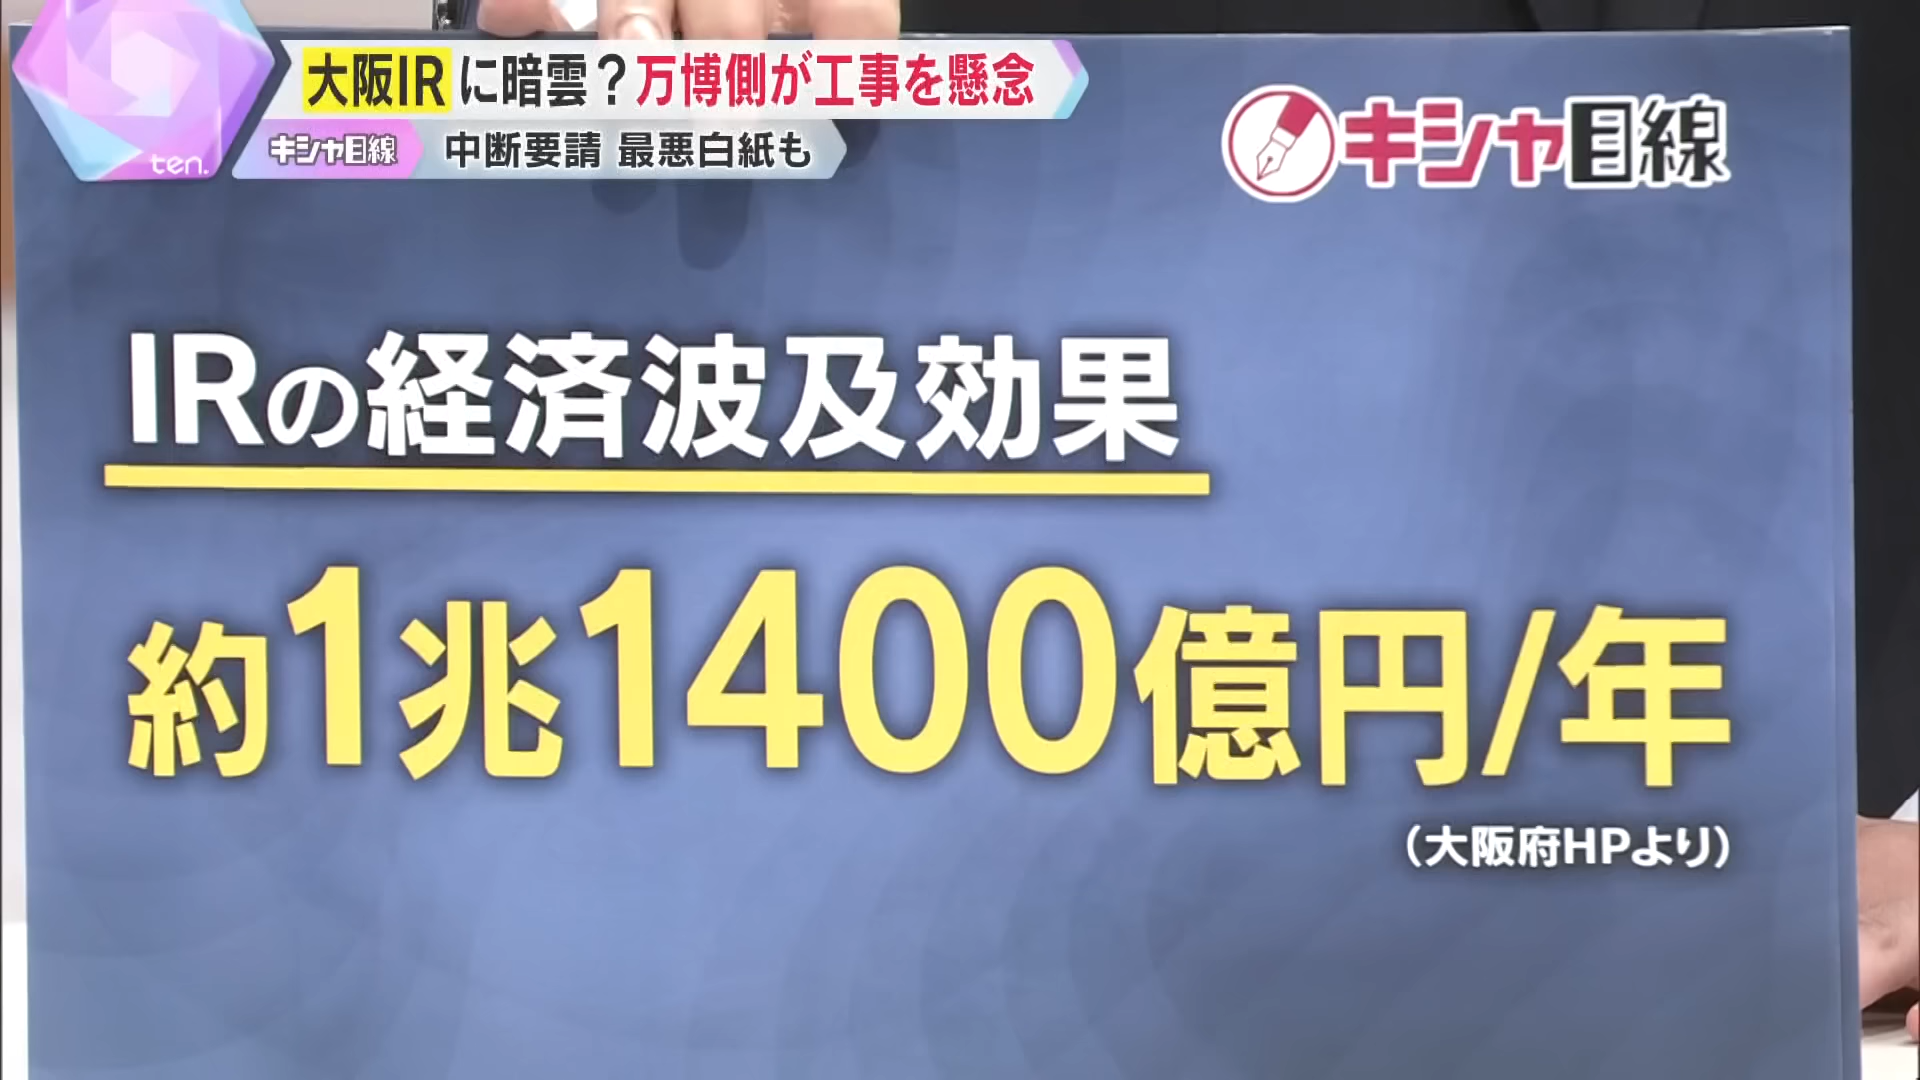 大阪IRに暗雲？万博側が工事を懸念
キシャ目線 中断要請 最悪白紙も
ten.
キシャ目線
IRの経済波及効果
約1兆1400億円/年
(大阪府HPより)